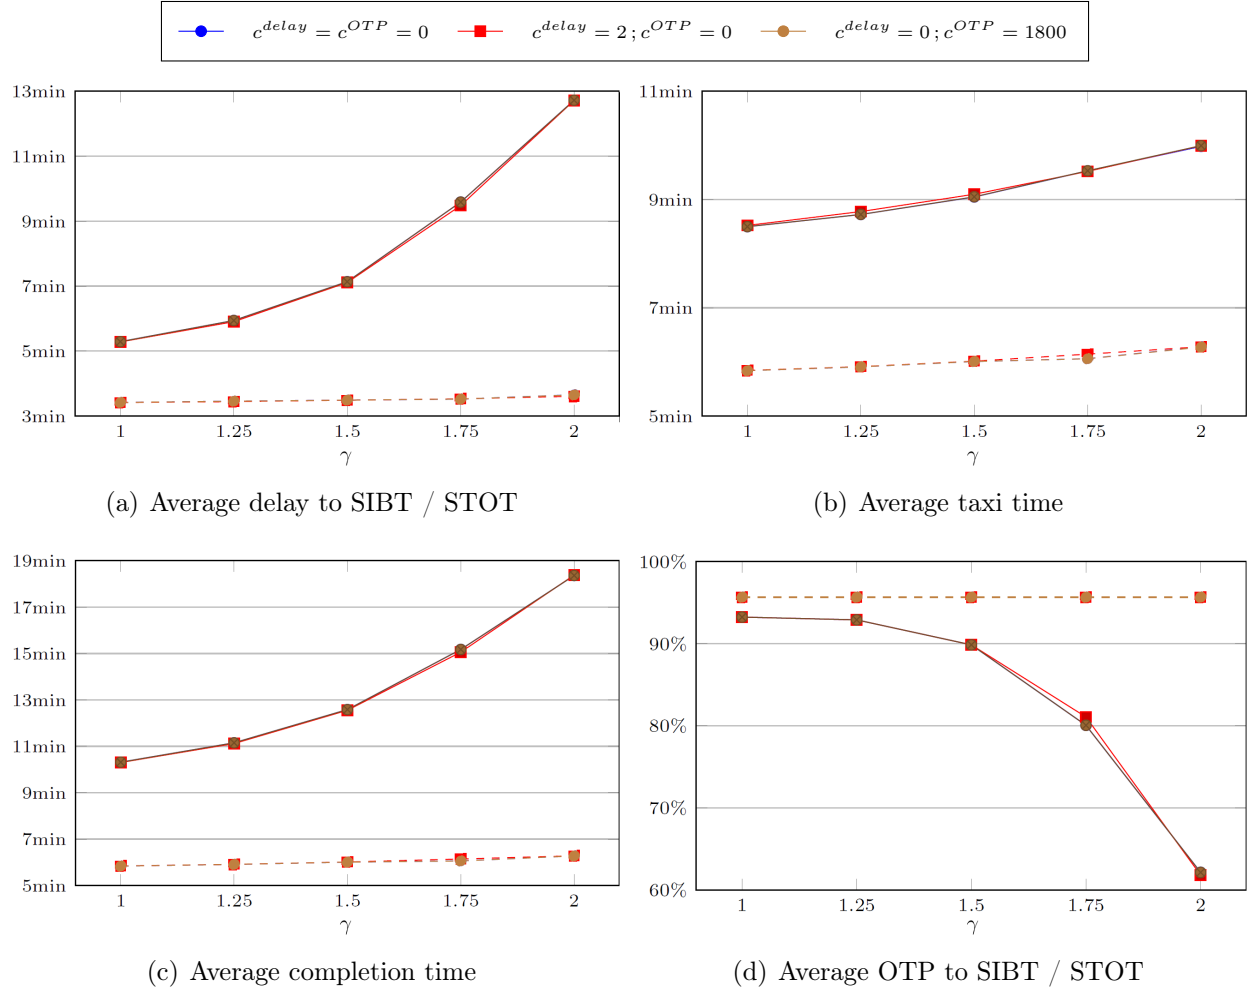 c^delay = c^OTP = 0 c^delay = 2 ; c^OTP = 0 c^delay = 0 ; c^OTP = 1800
13min
11min
9min
7min
5min
3min
1 1.25 1.5 1.75 2
γ
(a) Average delay to SIBT / STOT
11min
9min
7min
5min
1 1.25 1.5 1.75 2
γ
(b) Average taxi time
19min
17min
15min
13min
11min
9min
7min
5min
1 1.25 1.5 1.75 2
γ
(c) Average completion time
100%
90%
80%
70%
60%
1 1.25 1.5 1.75 2
γ
(d) Average OTP to SIBT / STOT